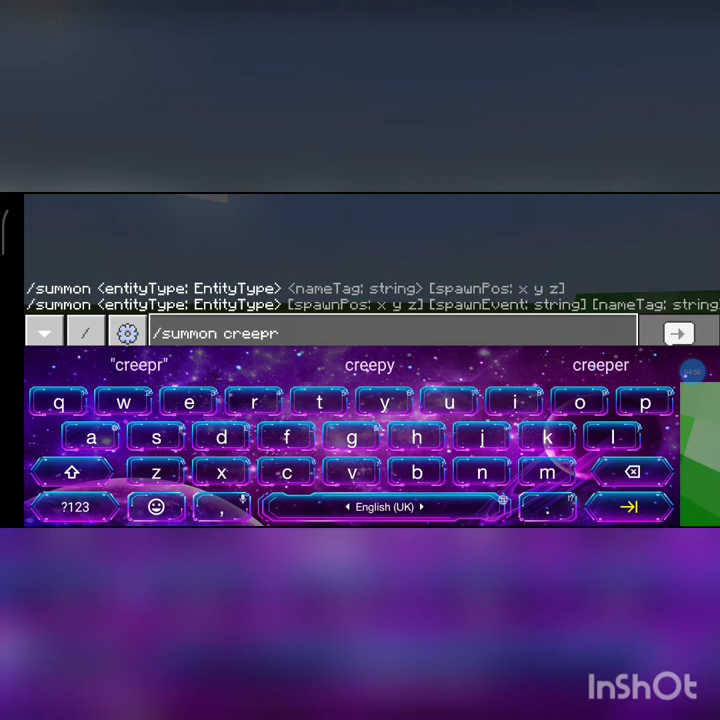 /summon <entityType: EntityType> <nameTag: string> [spawnPos: x y z]
/summon <entityType: EntityType> [spawnPos: x y z] [spawnEvent: string] [nameTag: string
/ /summon creepr
"creepr" creepy creeper
q w e r t y u i o p
a s d f g h j k l
z x c v b n m
?123 , English (UK) .
InShOt